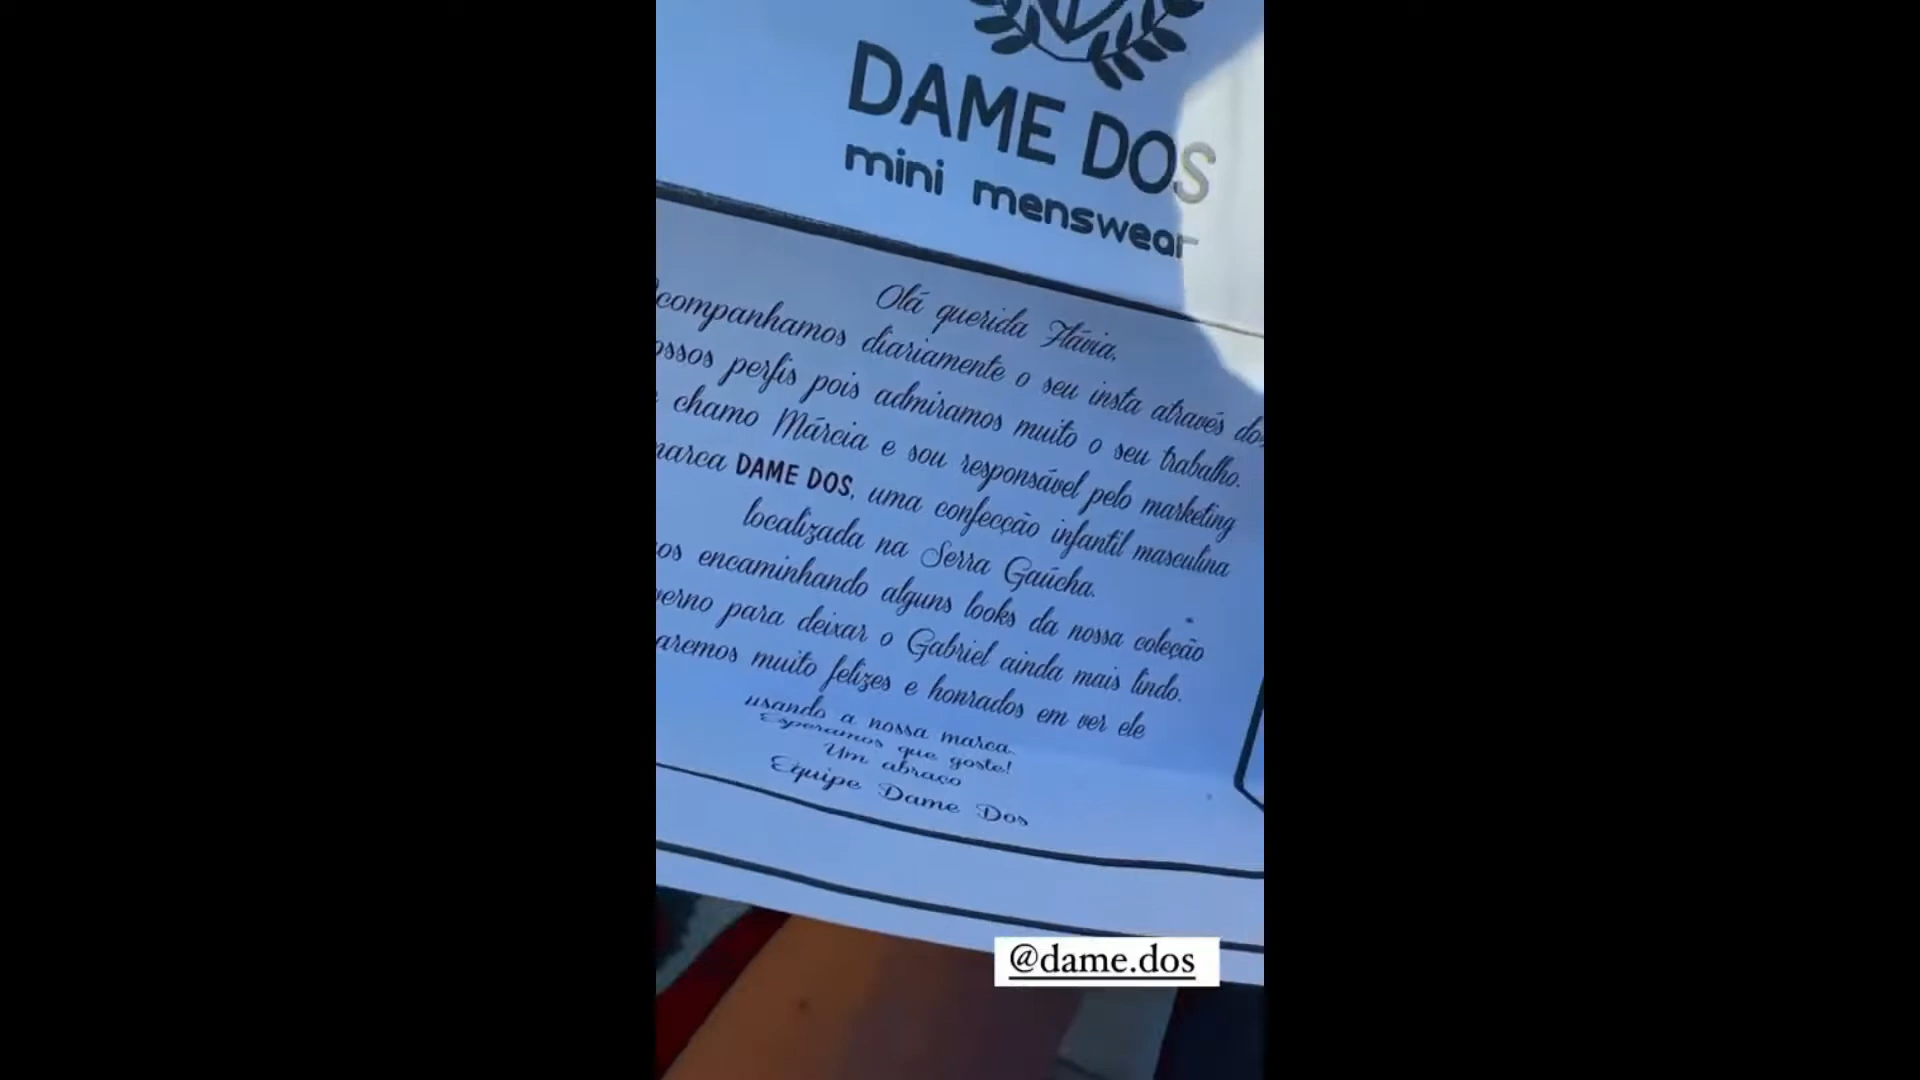 DAME DOS
mini menswear
Olá querida Flávia,
companhamos diariamente o seu insta através dos
ossos perfis pois admiramos muito o seu trabalho.
chamo Márcia e sou responsável pelo marketing
marca DAME DOS, uma confecção infantil masculina
localizada na Serra Gaúcha.
os encaminhando alguns looks da nossa coleção
verno para deixar o Gabriel ainda mais lindo.
aremos muito felizes e honrados em ver ele
usando a nossa marca.
Esperamos que goste!
Um abraço
Equipe Dame Dos
@dame.dos